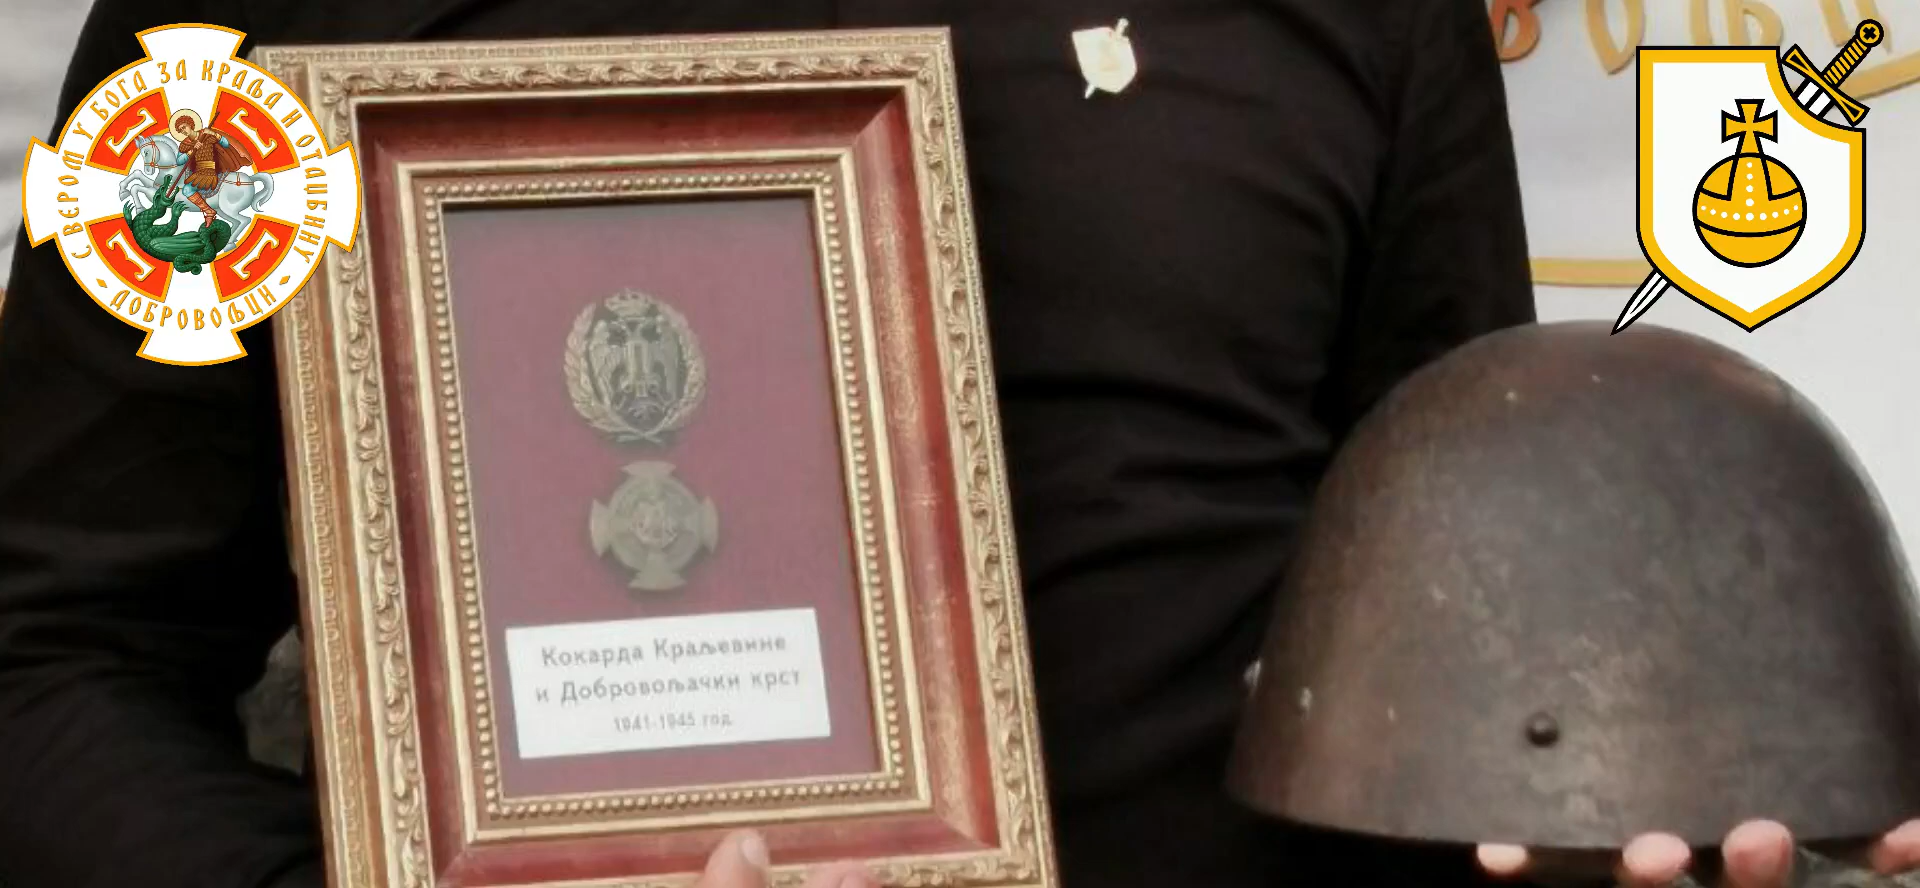 С ВЕРОМ У БОГА ЗА КРАЉА И ОТАЏБИНУ
ДОБРОВОЉЦИ
Кокарда Краљевине
и Добровољачки крст
1941-1945 год